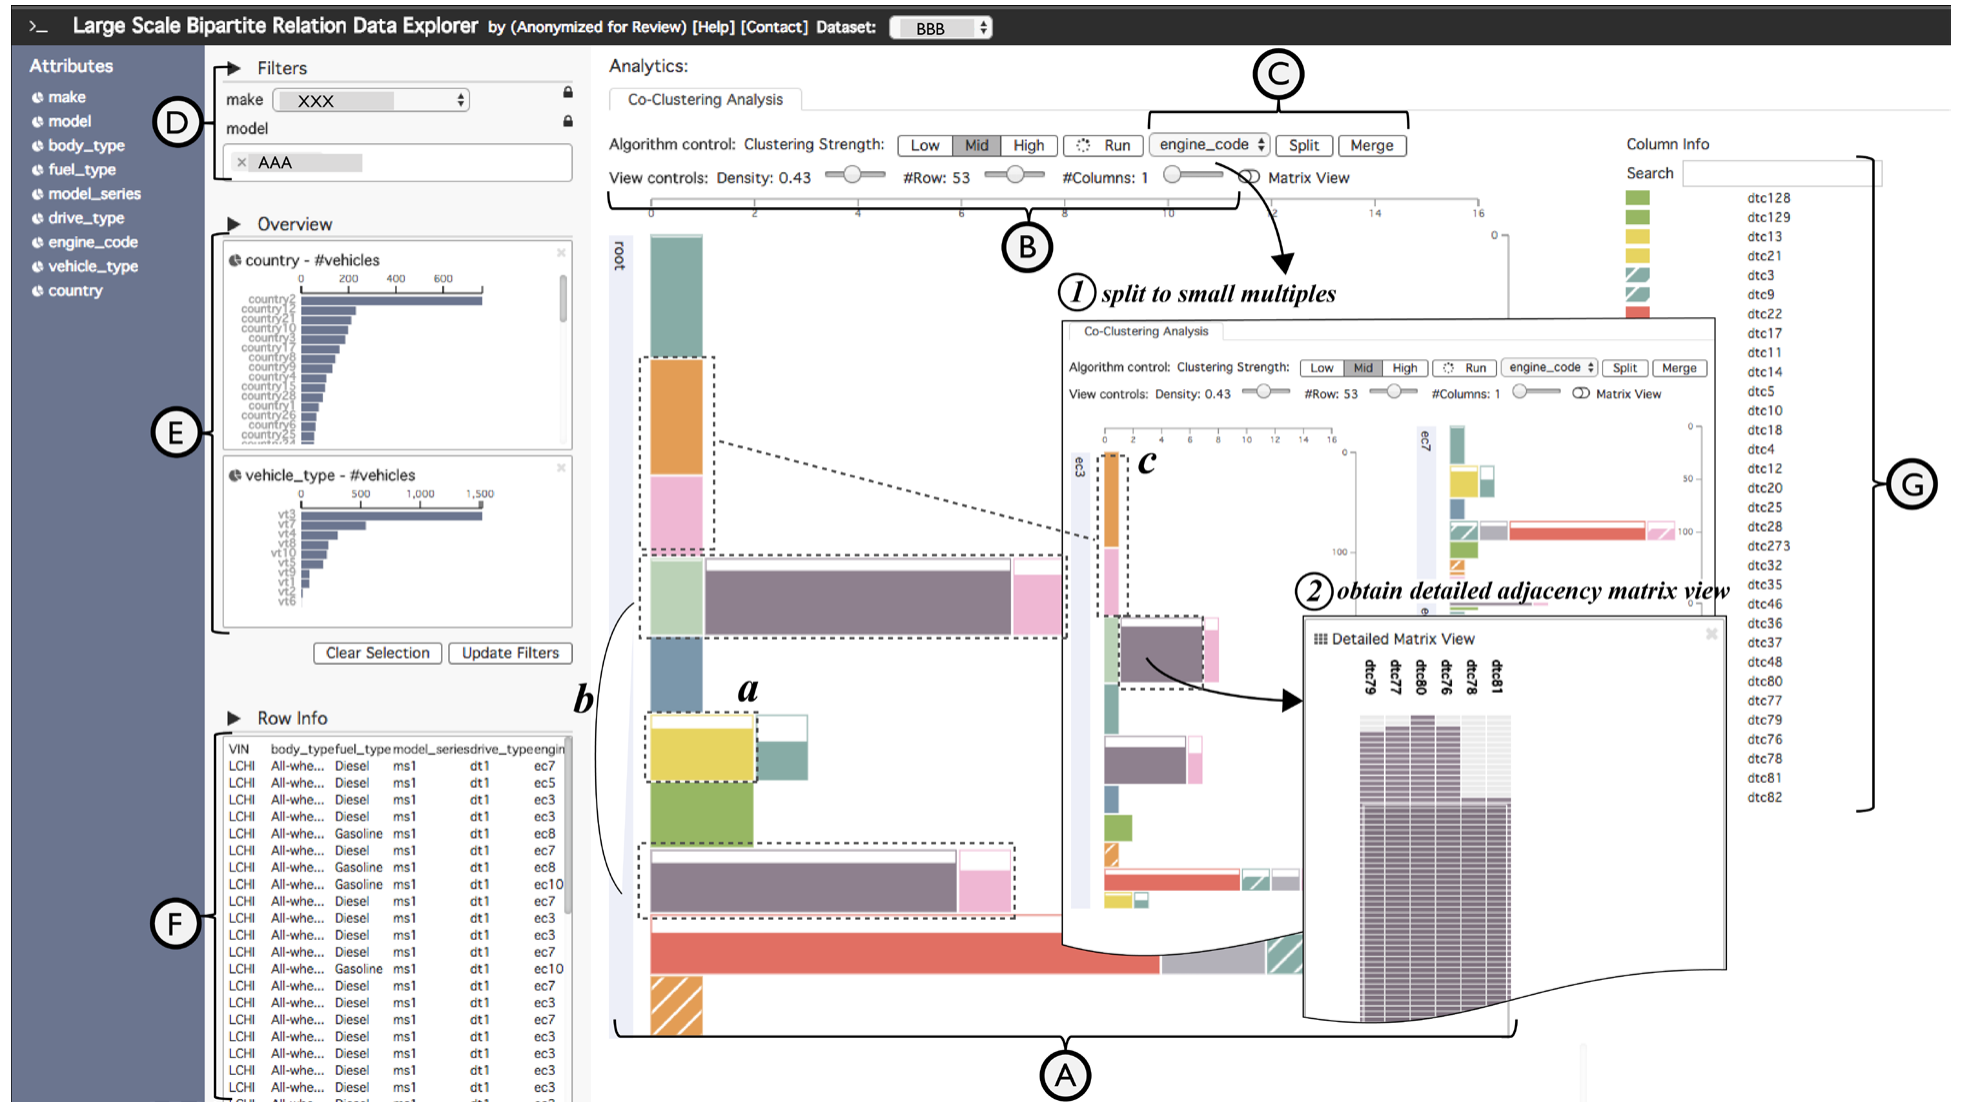 >_ Large Scale Bipartite Relation Data Explorer by (Anonymized for Review) [Help] [Contact] Dataset: BBB
Attributes
make
model
body_type
fuel_type
model_series
drive_type
engine_code
vehicle_type
country
D
Filters
make XXX
model
× AAA
E
Overview
country - #vehicles
0 200 400 600
country2
country12
country21
country10
country3
country17
country8
country9
country4
country15
country28
country1
country26
country6
country25
vehicle_type - #vehicles
0 500 1,000 1,500
vt3
vt7
vt4
vt8
vt10
vt5
vt9
vt1
vt2
vt6
Clear Selection Update Filters
F
Row Info
VIN body_type fuel_type model_series drive_type engin
LCHI All-whe... Diesel ms1 dt1 ec7
LCHI All-whe... Diesel ms1 dt1 ec5
LCHI All-whe... Diesel ms1 dt1 ec3
LCHI All-whe... Diesel ms1 dt1 ec3
LCHI All-whe... Gasoline ms1 dt1 ec8
LCHI All-whe... Diesel ms1 dt1 ec7
LCHI All-whe... Gasoline ms1 dt1 ec8
LCHI All-whe... Gasoline ms1 dt1 ec10
LCHI All-whe... Diesel ms1 dt1 ec7
LCHI All-whe... Diesel ms1 dt1 ec3
LCHI All-whe... Diesel ms1 dt1 ec3
LCHI All-whe... Diesel ms1 dt1 ec7
LCHI All-whe... Gasoline ms1 dt1 ec10
LCHI All-whe... Diesel ms1 dt1 ec7
LCHI All-whe... Diesel ms1 dt1 ec3
LCHI All-whe... Diesel ms1 dt1 ec7
LCHI All-whe... Diesel ms1 dt1 ec3
LCHI All-whe... Diesel ms1 dt1 ec3
LCHI All-whe... Diesel ms1 dt1 ec3
LCHI All-whe... Diesel ms1 dt1 ec3
Analytics:
Co-Clustering Analysis
C
Algorithm control: Clustering Strength: Low Mid High Run engine_code Split Merge
View controls: Density: 0.43 #Row: 53 #Columns: 1 Matrix View
0 2 4 6 8 10 12 14 16
B
root
0
a
b
A
1 split to small multiples
Co-Clustering Analysis
Algorithm control: Clustering Strength: Low Mid High Run engine_code Split Merge
View controls: Density: 0.43 #Row: 53 #Columns: 1 Matrix View
0 2 4 6 8 10 12 14 16
ec3
c
0
100
ec7
0
50
100
0
2 obtain detailed adjacency matrix view
Detailed Matrix View
dtc79
dtc77
dtc80
dtc76
dtc78
dtc81
Column Info
Search
G
dtc128
dtc129
dtc13
dtc21
dtc3
dtc9
dtc22
dtc17
dtc11
dtc14
dtc5
dtc10
dtc18
dtc4
dtc12
dtc20
dtc25
dtc28
dtc273
dtc32
dtc35
dtc46
dtc36
dtc37
dtc48
dtc80
dtc77
dtc79
dtc76
dtc78
dtc81
dtc82